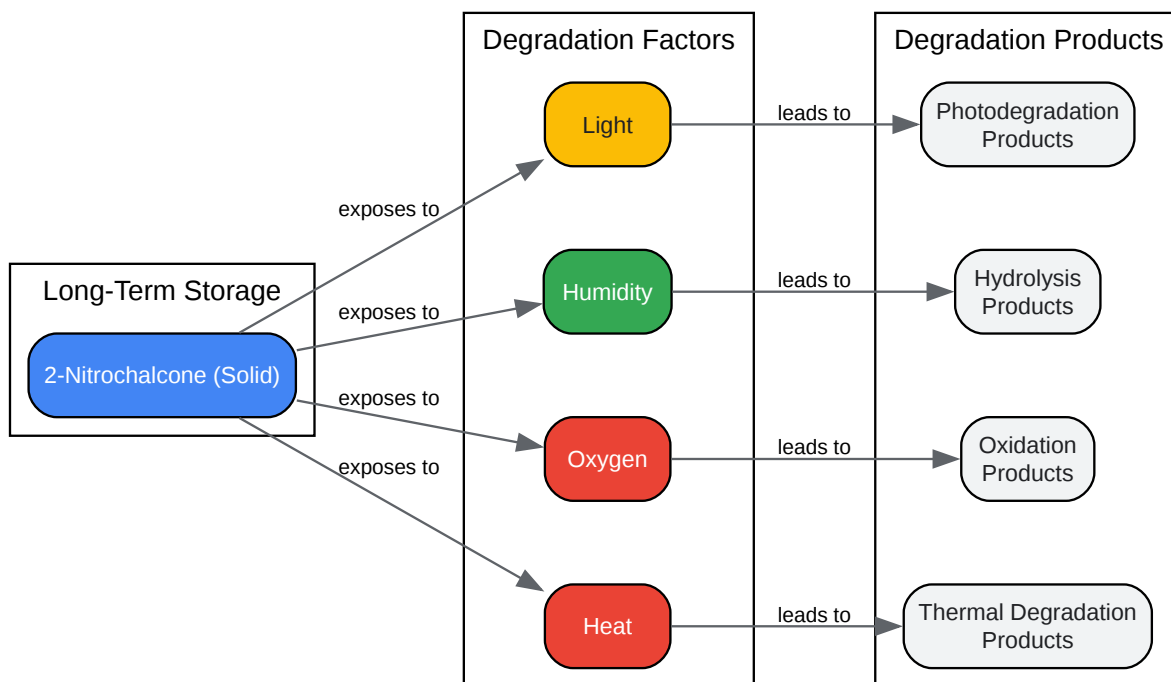 Degradation Factors
Degradation Products
Light
leads to
Photodegradation
Products
exposes to
Long-Term Storage
2-Nitrochalcone (Solid)
exposes to
Humidity
leads to
Hydrolysis
Products
exposes to
Oxygen
leads to
Oxidation
Products
exposes to
Heat
leads to
Thermal Degradation
Products